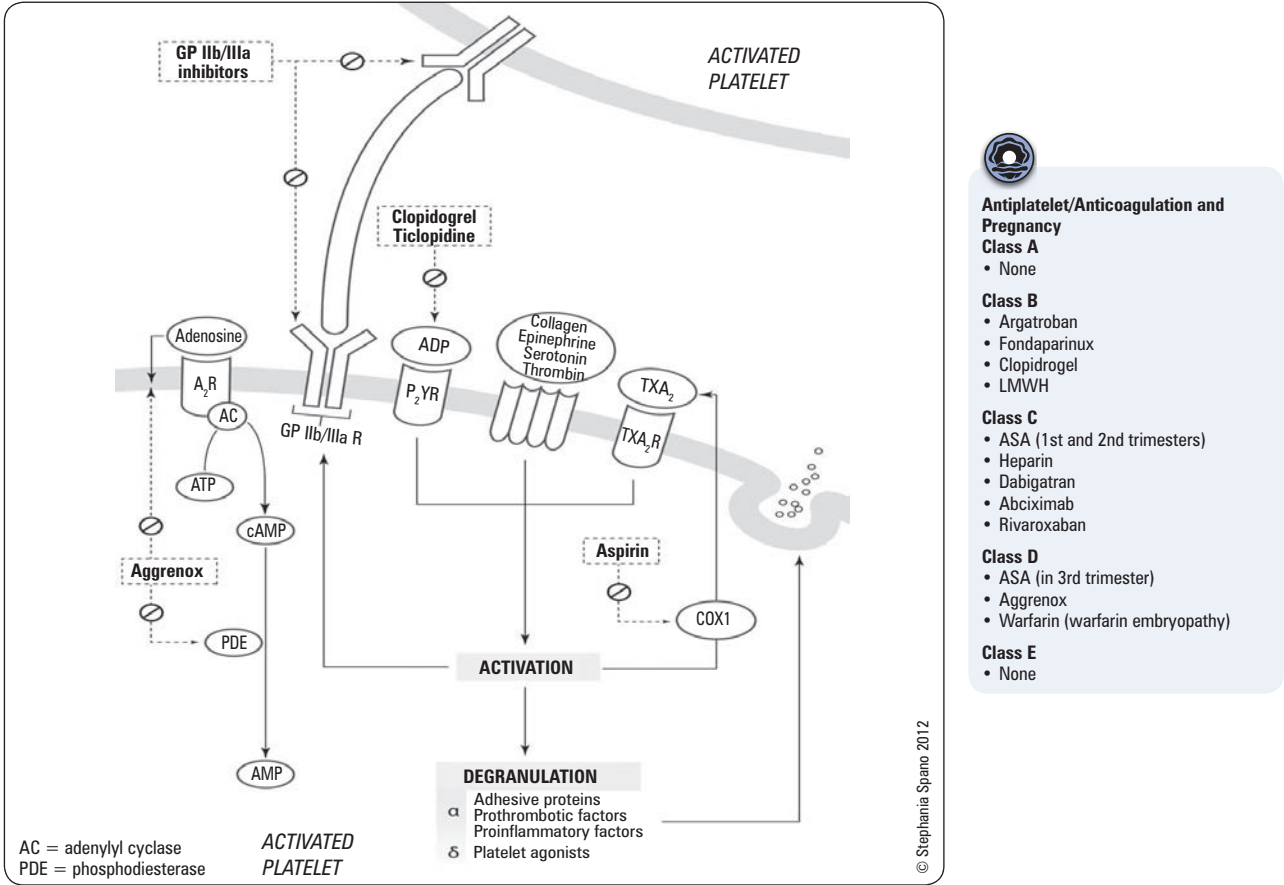 GP IIb/IIIa
inhibitors
ACTIVATED
PLATELET
Clopidogrel
Ticlopidine
Adenosine
A₂R
AC
ATP
cAMP
Aggrenox
PDE
AMP
GP IIb/IIIa R
ADP
P₂YR
Collagen
Epinephrine
Serotonin
Thrombin
TXA₂
TXA₂R
Aspirin
COX1
ACTIVATION
DEGRANULATION
α Adhesive proteins
Prothrombotic factors
Proinflammatory factors
δ Platelet agonists
AC = adenylyl cyclase
PDE = phosphodiesterase
ACTIVATED
PLATELET
© Stephania Spano 2012
Antiplatelet/Anticoagulation and
Pregnancy
Class A
• None
Class B
• Argatroban
• Fondaparinux
• Clopidrogel
• LMWH
Class C
• ASA (1st and 2nd trimesters)
• Heparin
• Dabigatran
• Abciximab
• Rivaroxaban
Class D
• ASA (in 3rd trimester)
• Aggrenox
• Warfarin (warfarin embryopathy)
Class E
• None